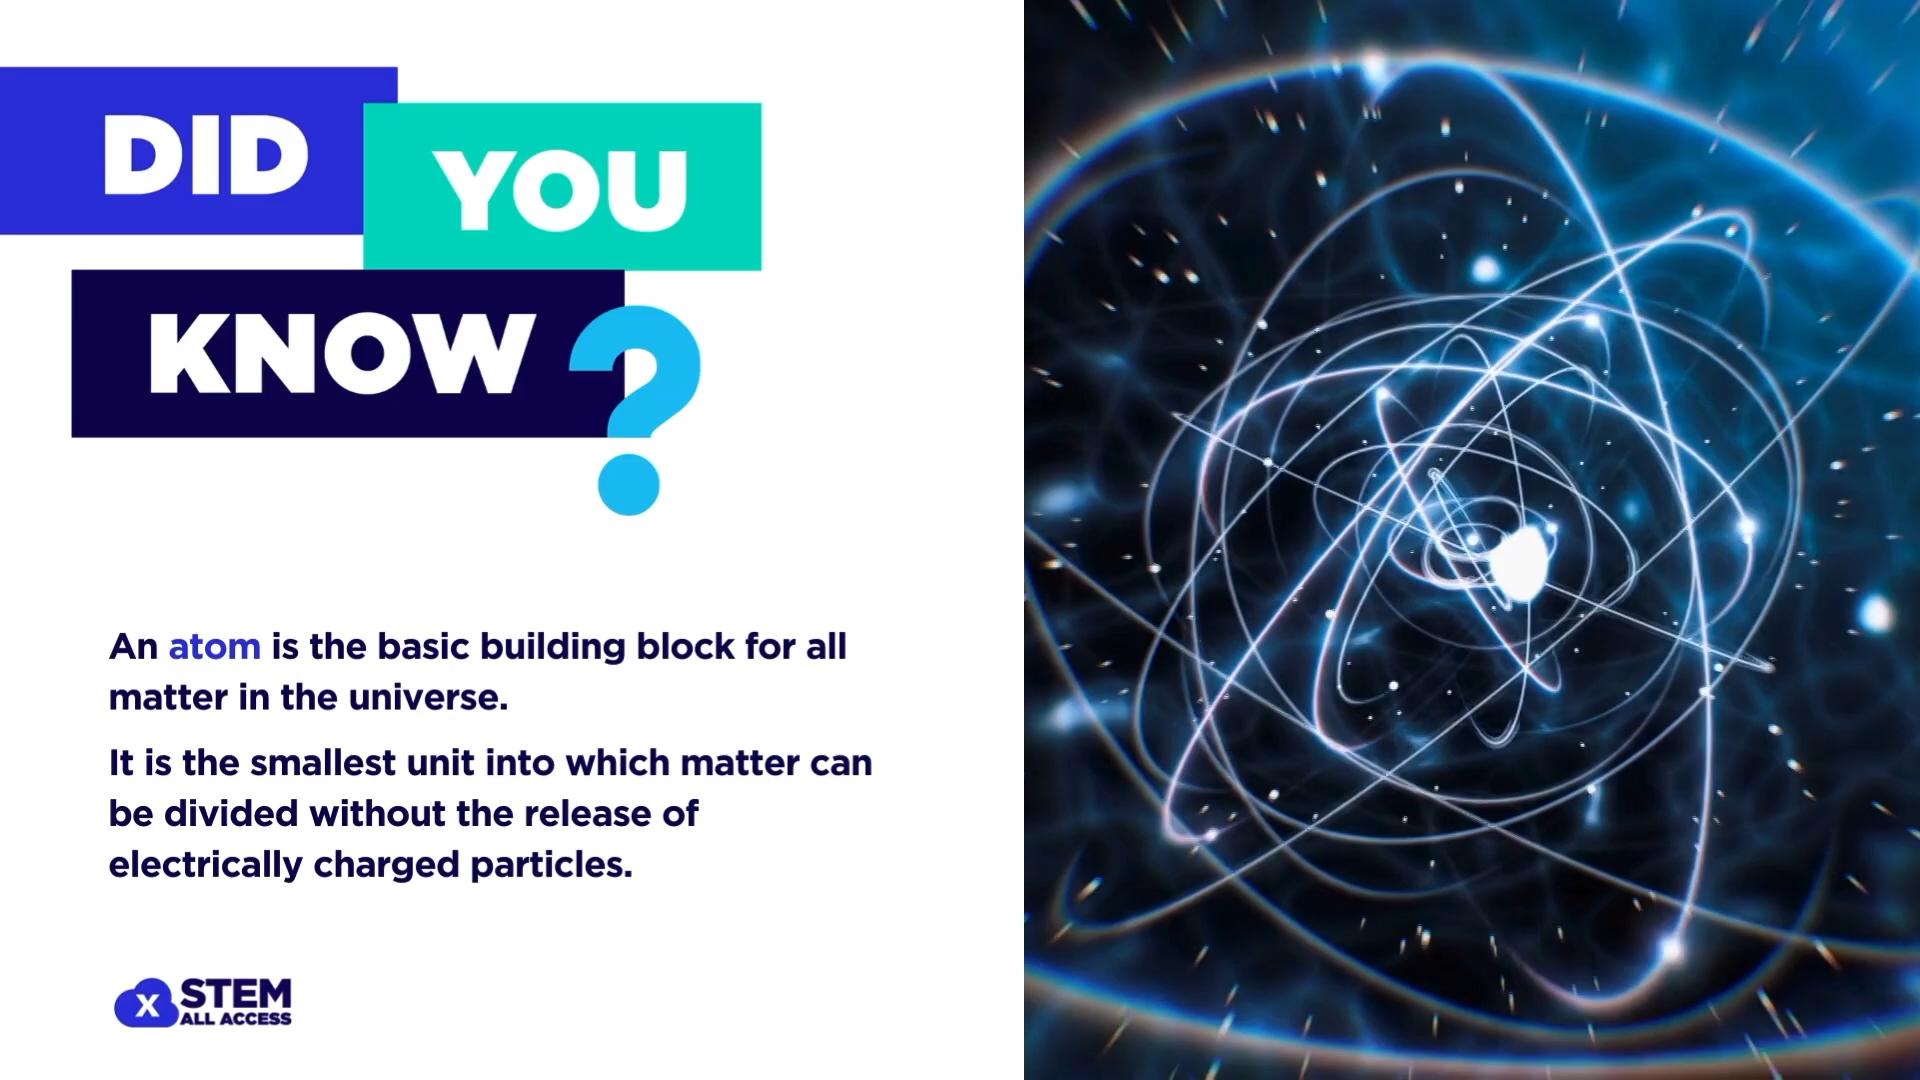 DID
YOU
KNOW
?
An atom is the basic building block for all
matter in the universe.
It is the smallest unit into which matter can
be divided without the release of
electrically charged particles.
X STEM
ALL ACCESS